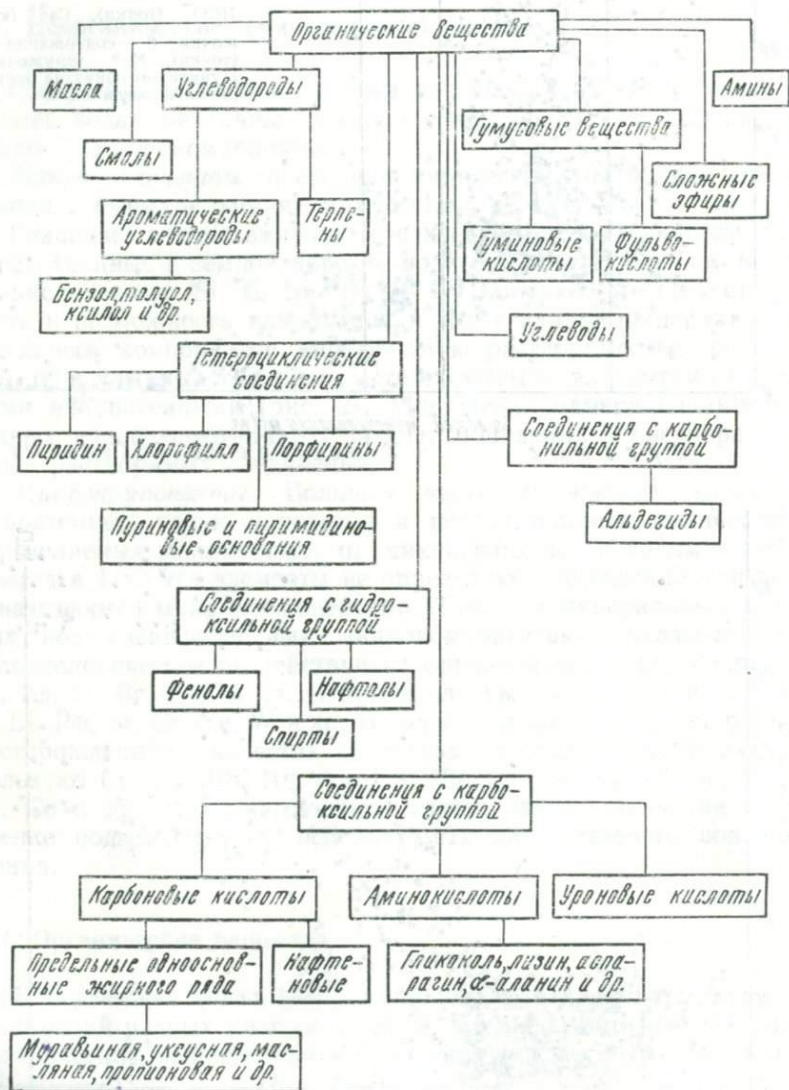 Органические вещества
Масла
Углеводороды
Амины
Гумусовые вещества
Смолы
Сложные
эфиры
Ароматические
углеводороды
Терпе-
ны
Гуминовые
кислоты
Фульво-
кислоты
Бензол, толуол,
ксилол и др.
Углеводы
Гетероциклические
соединения
Соединения с карбо-
нильной группой
Пиридин
Хлорофилл
Порфирины
Альдегиды
Пуриновые и пиримидино-
вые основания
Соединения с гидро-
ксильной группой
Фенолы
Нафтолы
Спирты
Соединения с карбо-
ксильной группой
Карбоновые кислоты
Аминокислоты
Уроновые кислоты
Предельные однооснов-
ные жирного ряда
Нафте-
новые
Гликоколь, лизин, аспа-
рагин, α-аланин и др.
Муравьиная, уксусная, мас-
ляная, пропионовая и др.